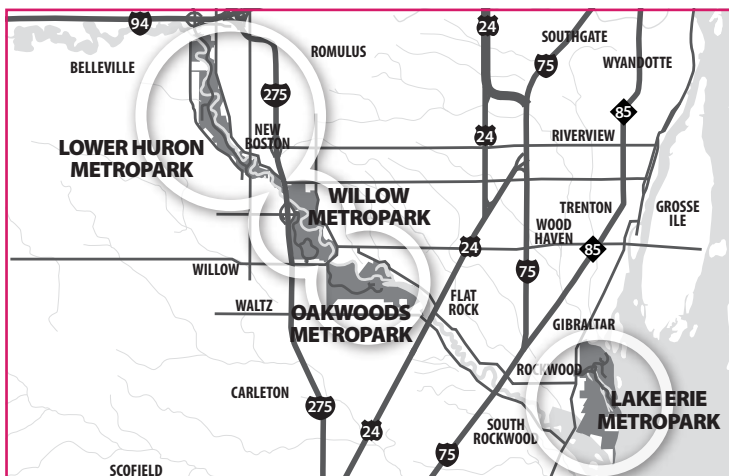 94
24
SOUTHGATE
ROMULUS
BELLEVILLE
75
WYANDOTTE
275
85
NEW
BOSTON
24
RIVERVIEW
LOWER HURON
METROPARK
WILLOW
METROPARK
TRENTON
GROSSE
ILE
WOOD
HAVEN
24
85
WILLOW
75
FLAT
ROCK
WALTZ
OAKWOODS
METROPARK
GIBRALTAR
ROCKWOOD
CARLETON
LAKE ERIE
METROPARK
275
24
SOUTH
ROCKWOOD
75
SCOFIELD